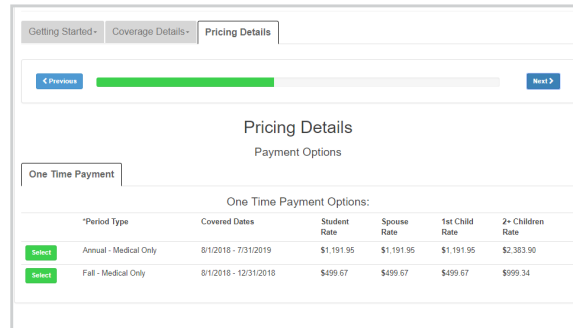 Getting Started Coverage Details Pricing Details
Previous Next
Pricing Details
Payment Options
One Time Payment
One Time Payment Options:
*Period Type Covered Dates Student Rate Spouse Rate 1st Child Rate 2+ Children Rate
Select Annual - Medical Only 8/1/2018 - 7/31/2019 $1,191.95 $1,191.95 $1,191.95 $2,383.90
Select Fall - Medical Only 8/1/2018 - 12/31/2018 $499.67 $499.67 $499.67 $999.34